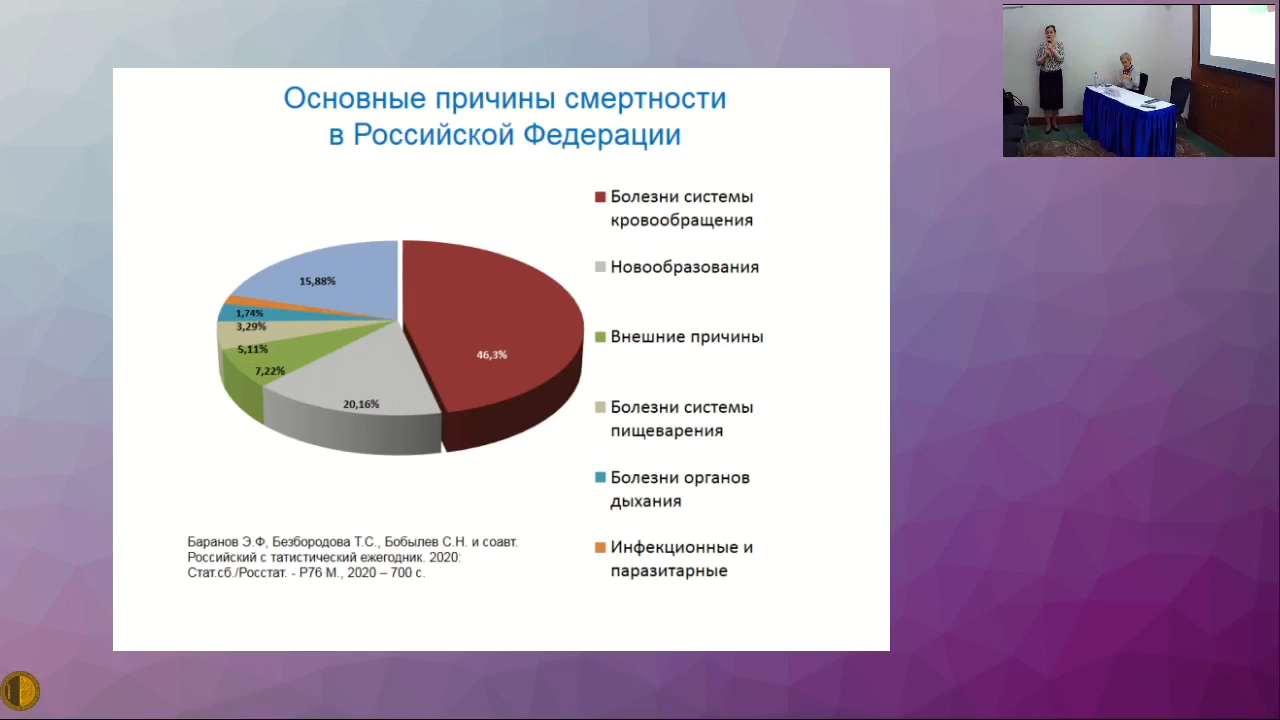 Основные причины смертности
в Российской Федерации
Болезни системы
кровообращения
Новообразования
Внешние причины
Болезни системы
пищеварения
Болезни органов
дыхания
Инфекционные и
паразитарные
15,88%
1,74%
3,29%
5,11%
7,22%
20,16%
46,3%
Баранов Э.Ф, Безбородова Т.С., Бобылев С.Н. и соавт.
Российский с татистический ежегодник. 2020:
Стат.сб./Росстат. - Р76 М., 2020 – 700 с.